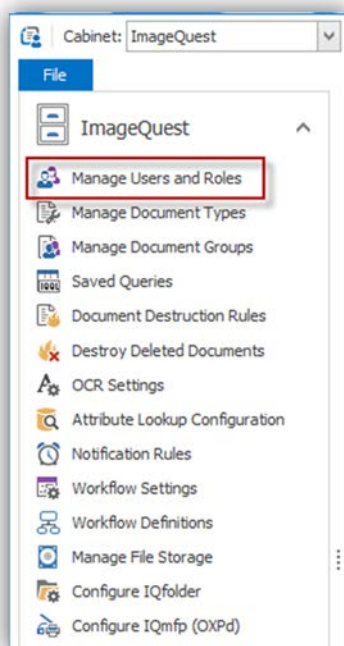 Cabinet: ImageQuest
File
ImageQuest
Manage Users and Roles
Manage Document Types
Manage Document Groups
IQQL
Saved Queries
Document Destruction Rules
Destroy Deleted Documents
OCR Settings
Attribute Lookup Configuration
Notification Rules
Workflow Settings
Workflow Definitions
Manage File Storage
Configure IQfolder
Configure IQmfp (OXPd)